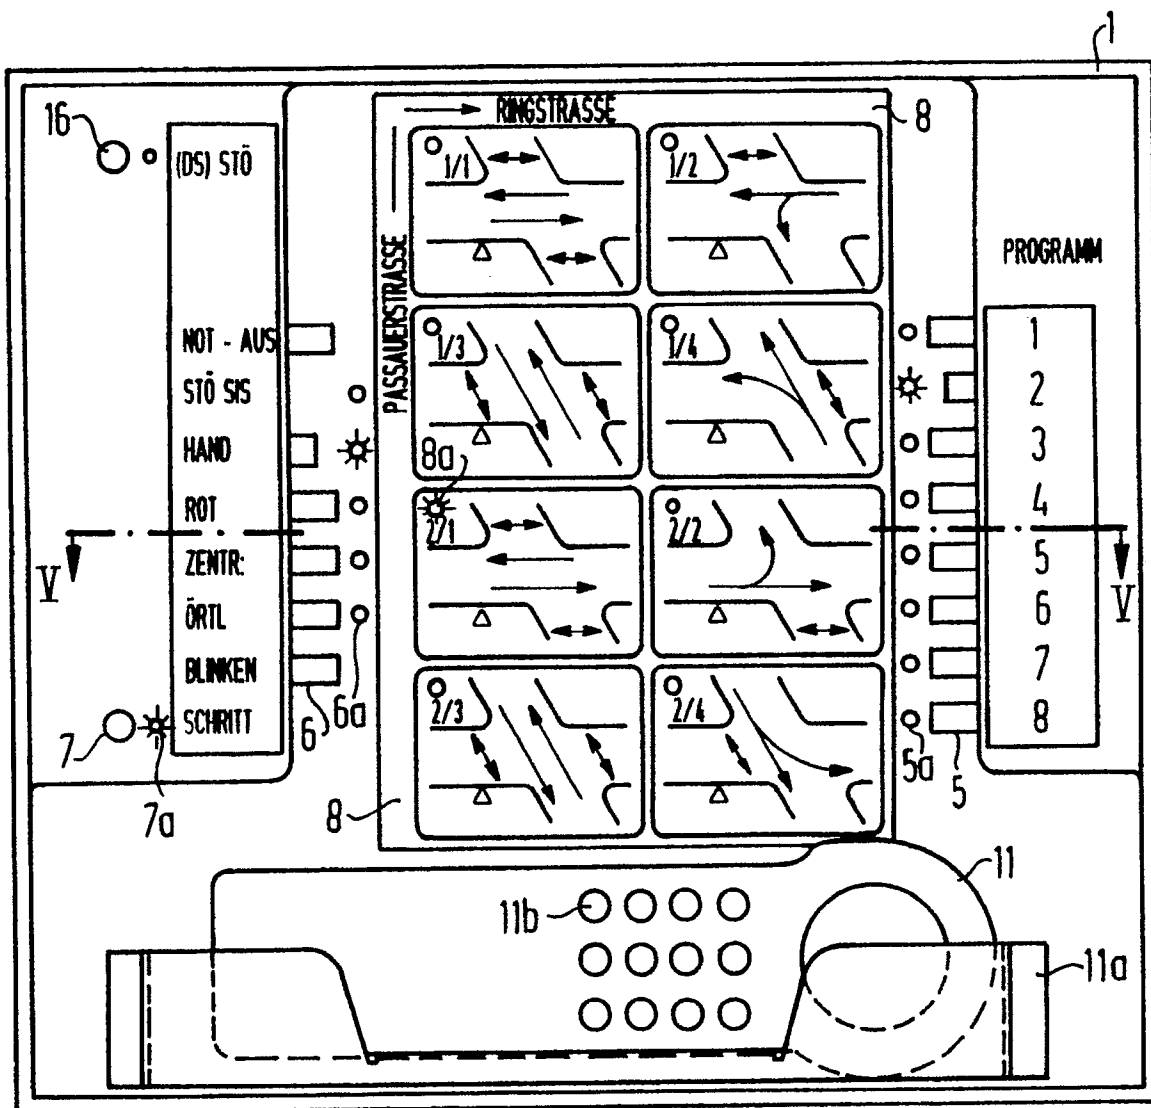 1
RINGSTRASSE
8
16
(DS) STÖ
1/1
1/2
PASSAUERSTRASSE
PROGRAMM
NOT - AUS
1/3
1/4
1
STÖ SIS
2
HAND
8a
3
ROT
2/1
2/2
4
V
ZENTR:
5
V
ÖRTL
6
BLINKEN
6
6a
2/3
2/4
7
7
SCHRITT
5a
8
7a
8
5
11
11b
11a